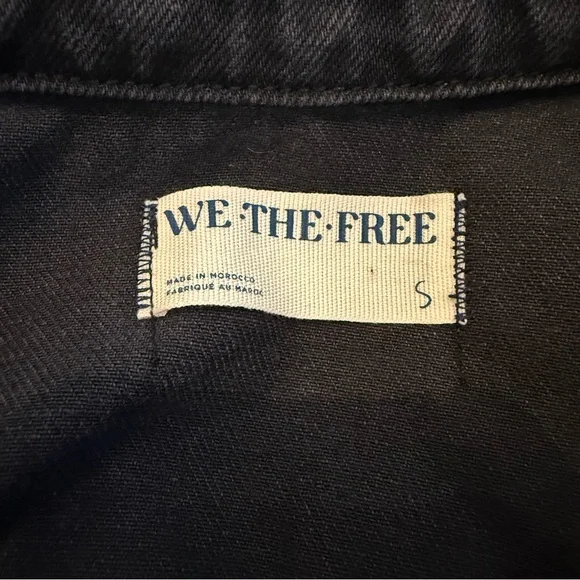 WE·THE·FREE
MADE IN MOROCCO
FABRIQUÉ AU MAROC
S